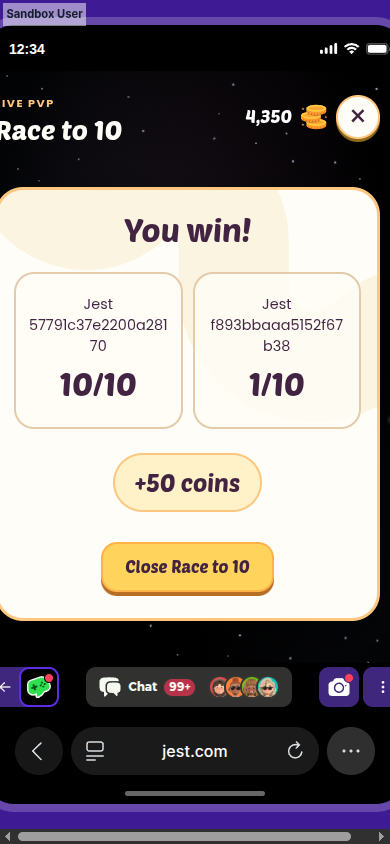 Sandbox User
12:34
IVE PVP
Race to 10
4,350
You win!
Jest
57791c37e2200a281
70
10/10
Jest
f893bbaaa5152f67
b38
1/10
+50 coins
Close Race to 10
Chat 99+
jest.com